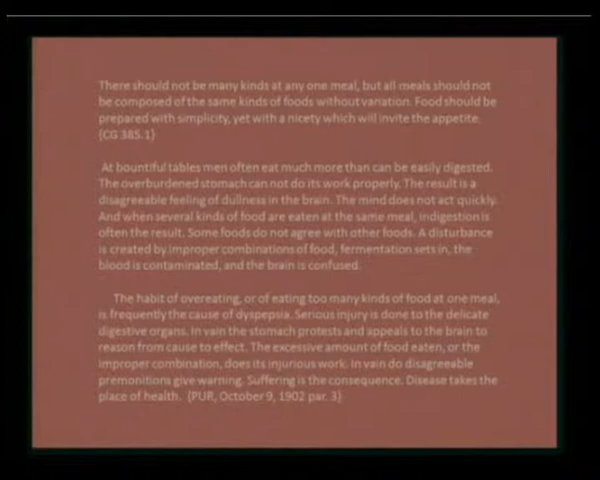 There should not be many kinds at any one meal, but all meals should not
be composed of the same kinds of foods without variation. Food should be
prepared with simplicity, yet with a nicety which will invite the appetite.
{CG 385.1}
At bountiful tables men often eat much more than can be easily digested.
The overburdened stomach can not do its work properly. The result is a
disagreeable feeling of dullness in the brain. The mind does not act quickly.
And when several kinds of food are eaten at the same meal, indigestion is
often the result. Some foods do not agree with other foods. A disturbance
is created by improper combinations of food, fermentation sets in, the
blood is contaminated, and the brain is confused.
The habit of overeating, or of eating too many kinds of food at one meal,
is frequently the cause of dyspepsia. Serious injury is done to the delicate
digestive organs. In vain the stomach protests and appeals to the brain to
reason from cause to effect. The excessive amount of food eaten, or the
improper combination, does its injurious work. In vain do disagreeable
premonitions give warning. Suffering is the consequence. Disease takes the
place of health. {PUR, October 9, 1902 par. 3}